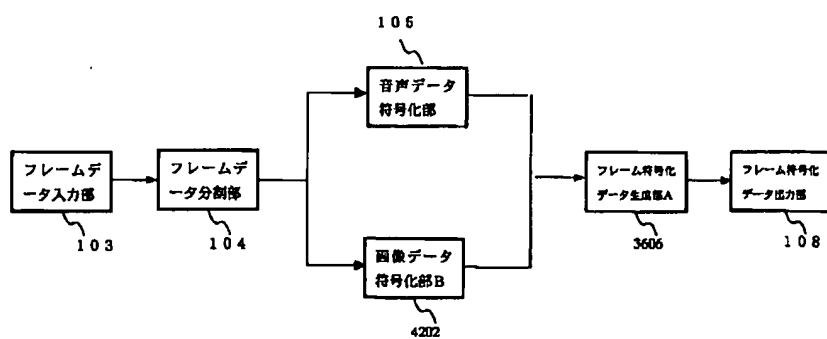 105
音声データ
符号化部
フレームデ
ータ入力部
103
フレームデ
ータ分割部
104
画像データ
符号化部B
4202
フレーム符号化
データ生成部A
3606
フレーム符号化
データ出力部
108